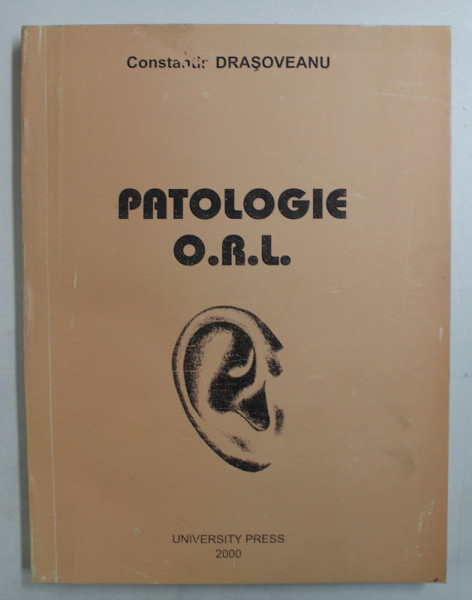 Constantin DRAŞOVEANU
PATOLOGIE
O.R.L.
UNIVERSITY PRESS
2000